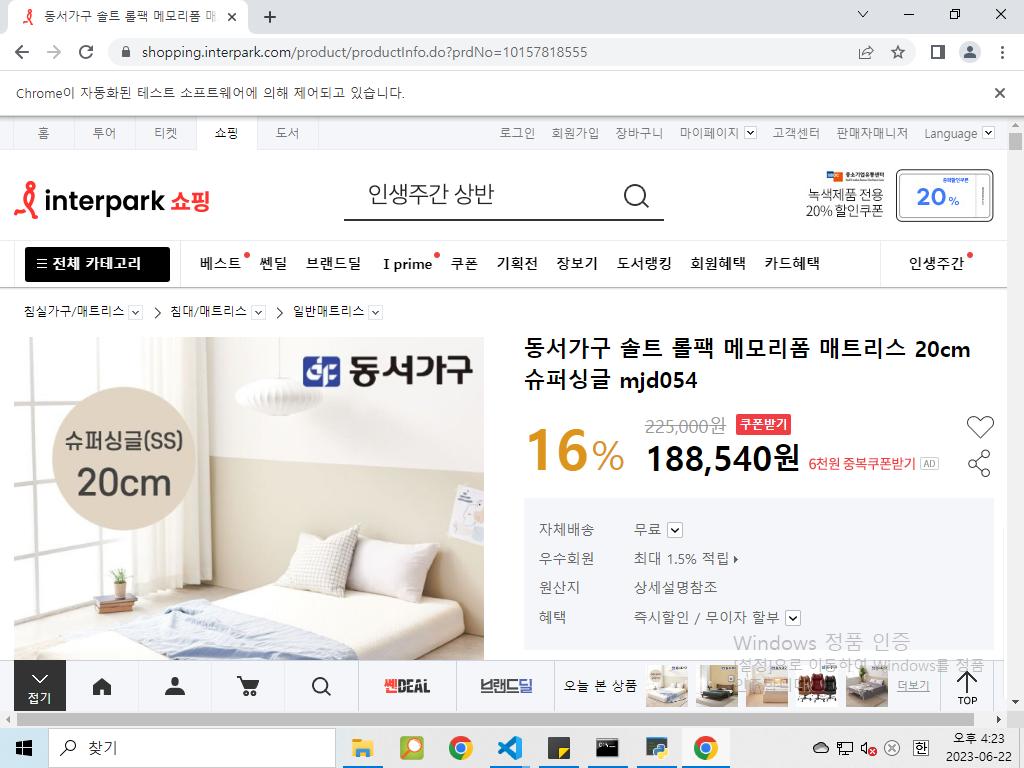 동서가구 솔트 롤팩 메모리폼 매
shopping.interpark.com/product/productInfo.do?prdNo=10157818555
Chrome이 자동화된 테스트 소프트웨어에 의해 제어되고 있습니다.
홈 투어 티켓 쇼핑 도서 로그인 회원가입 장바구니 마이페이지 고객센터 판매자매니저 Language
interpark 쇼핑
인생주간 상반
중소기업유통센터
녹색제품 전용
20% 할인쿠폰
중복할인쿠폰
20%
전체 카테고리 베스트 쎈딜 브랜드딜 I prime 쿠폰 기획전 장보기 도서랭킹 회원혜택 카드혜택 인생주간
침실가구/매트리스 침대/매트리스 일반매트리스
동서가구
슈퍼싱글(SS)
20cm
동서가구 솔트 롤팩 메모리폼 매트리스 20cm
슈퍼싱글 mjd054
16%
225,000원 쿠폰받기
188,540원 6천원 중복쿠폰받기 AD
자체배송 무료
우수회원 최대 1.5% 적립
원산지 상세설명참조
혜택 즉시할인 / 무이자 할부
Windows 정품 인증
[설정]으로 이동하여 Windows를 정품
접기
쎈DEAL
브랜드딜
오늘 본 상품
더보기
TOP
찾기
한
오후 4:23
2023-06-22